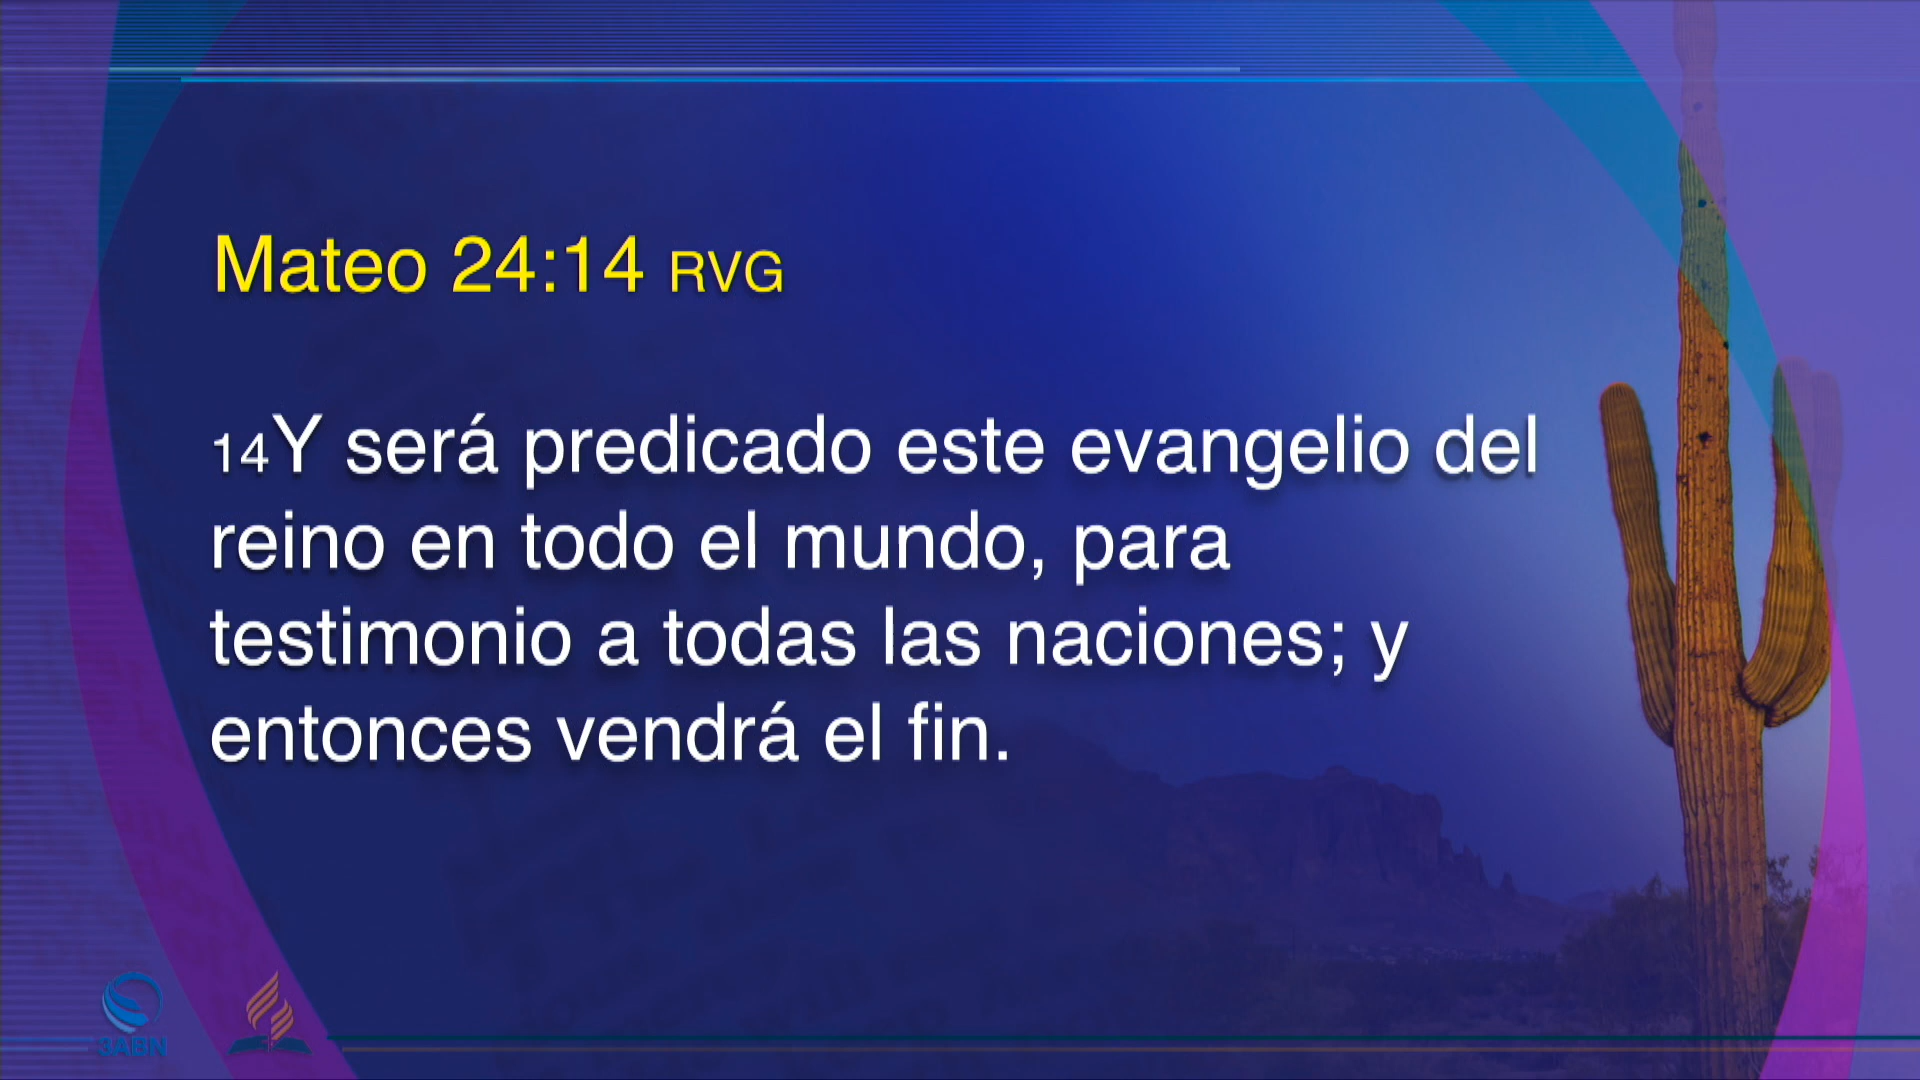 Mateo 24:14 RVG
14Y será predicado este evangelio del
reino en todo el mundo, para
testimonio a todas las naciones; y
entonces vendrá el fin.
3ABN